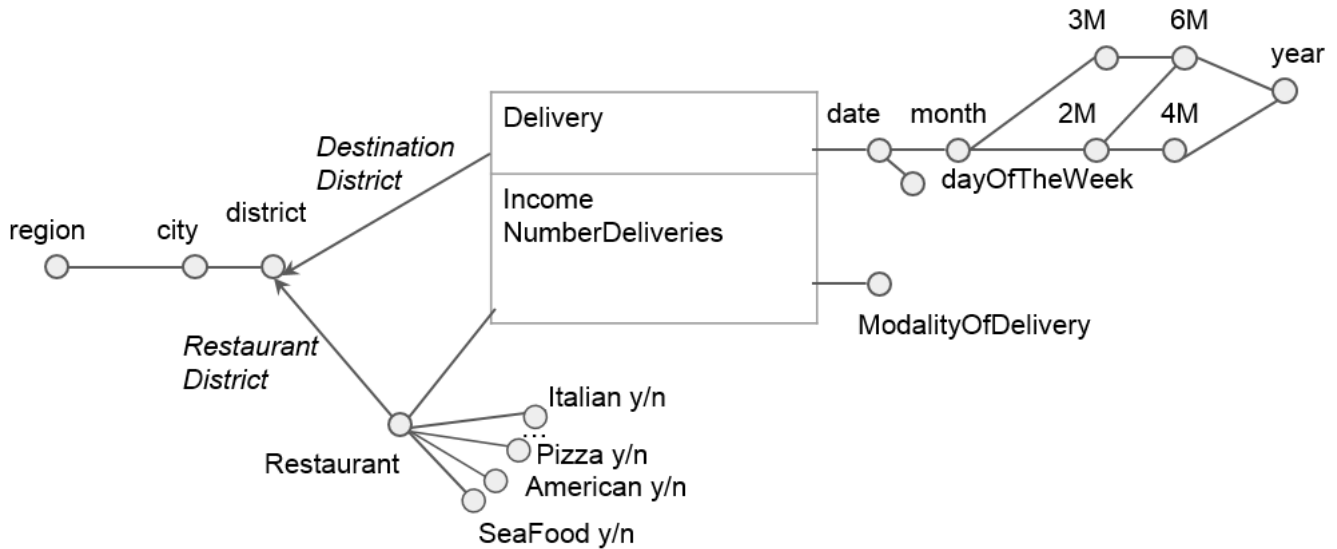 3M
6M
year
Delivery
date
month
2M
4M
Destination
District
dayOfTheWeek
Income
NumberDeliveries
region
city
district
ModalityOfDelivery
Restaurant
District
Italian y/n
...
Pizza y/n
Restaurant
American y/n
SeaFood y/n